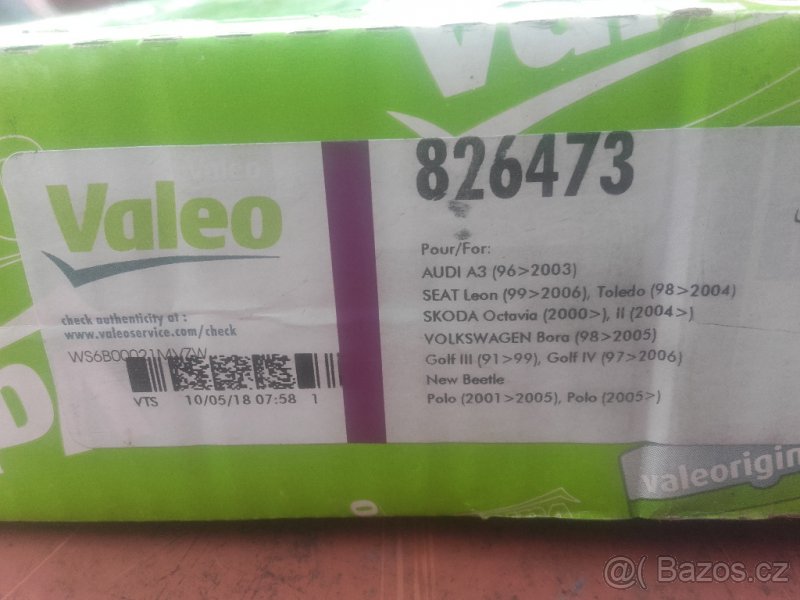 Valeo
check authenticity at :
www.valeoservice.com/check
WS6B00021MV7W
VTS 10/05/18 07:58 1
826473
Pour/For:
AUDI A3 (96>2003)
SEAT Leon (99>2006), Toledo (98>2004)
SKODA Octavia (2000>), II (2004>)
VOLKSWAGEN Bora (98>2005)
Golf III (91>99), Golf IV (97>2006)
New Beetle
Polo (2001>2005), Polo (2005>)
valeorigin
@( Bazos.cz